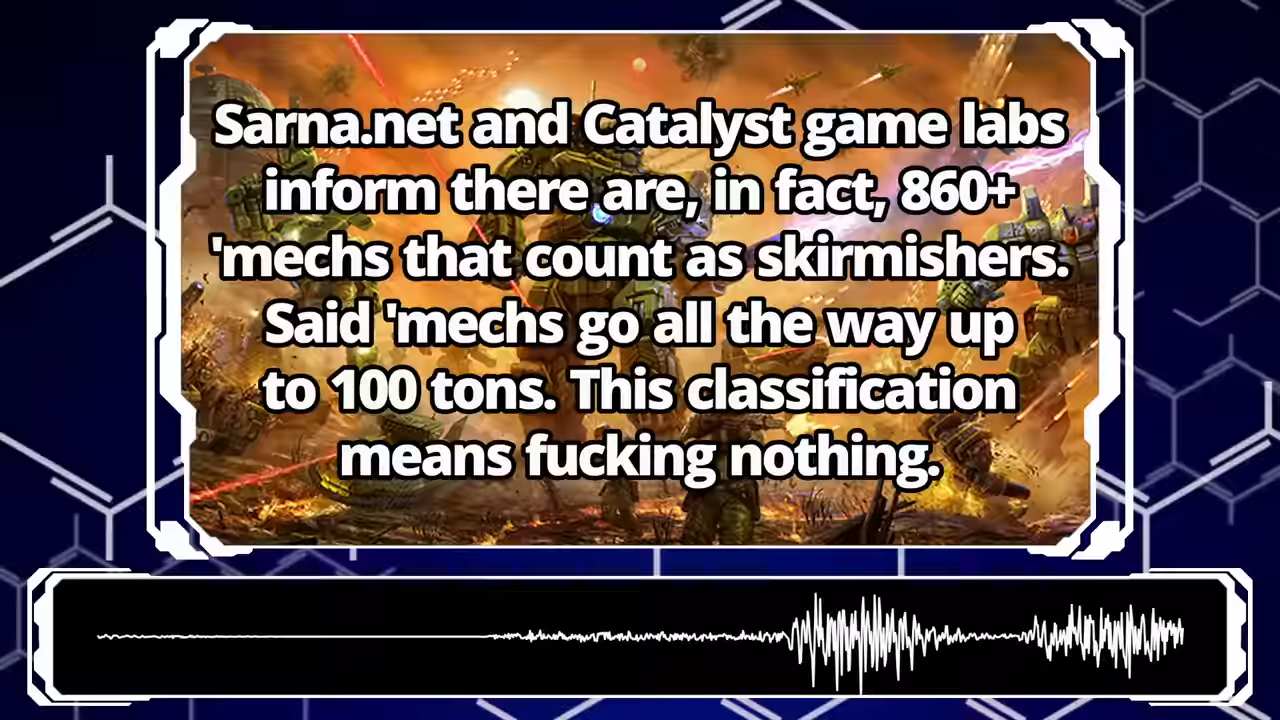 Sarna.net and Catalyst game labs
inform there are, in fact, 860+
'mechs that count as skirmishers.
Said 'mechs go all the way up
to 100 tons. This classification
means fucking nothing.